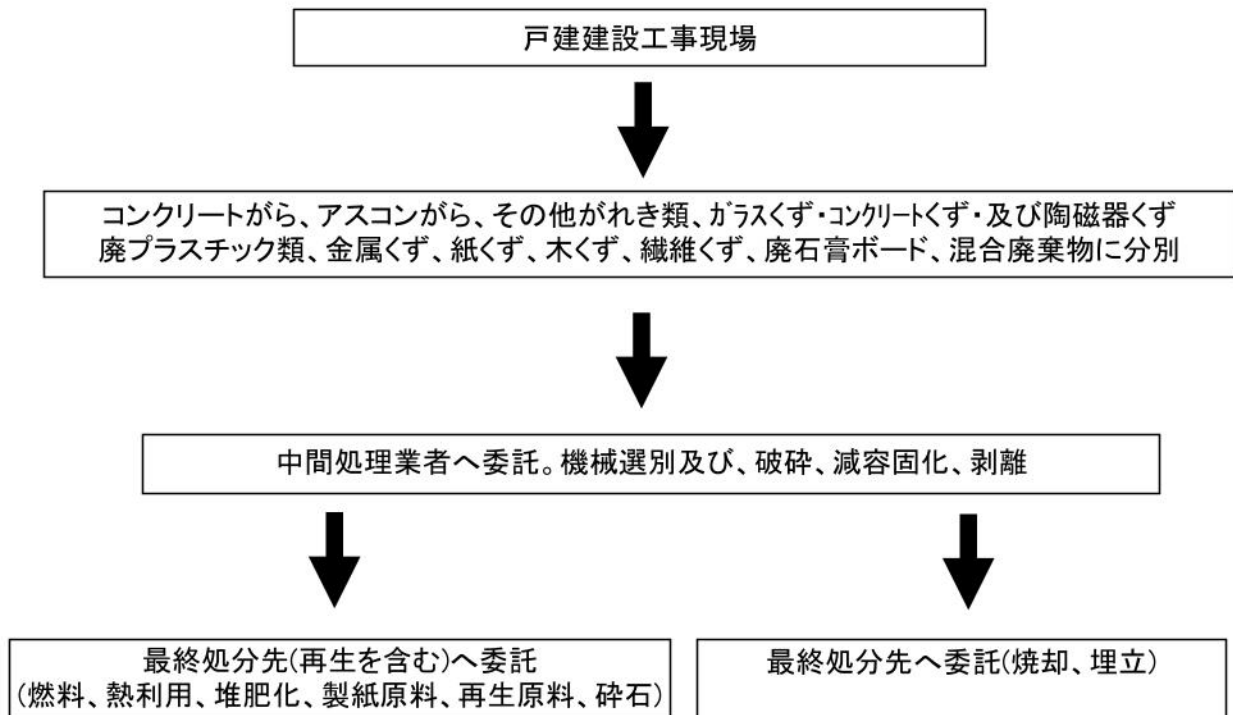 戸建建設工事現場
コンクリートがら、アスコンがら、その他がれき類、ｶﾞﾗｽくず・ｺﾝｸﾘｰﾄくず・及び陶磁器くず
廃プラスチック類、金属くず、紙くず、木くず、繊維くず、廃石膏ボード、混合廃棄物に分別
中間処理業者へ委託。機械選別及び、破砕、減容固化、剥離
最終処分先(再生を含む)へ委託
(燃料、熱利用、堆肥化、製紙原料、再生原料、砕石)
最終処分先へ委託(焼却、埋立)